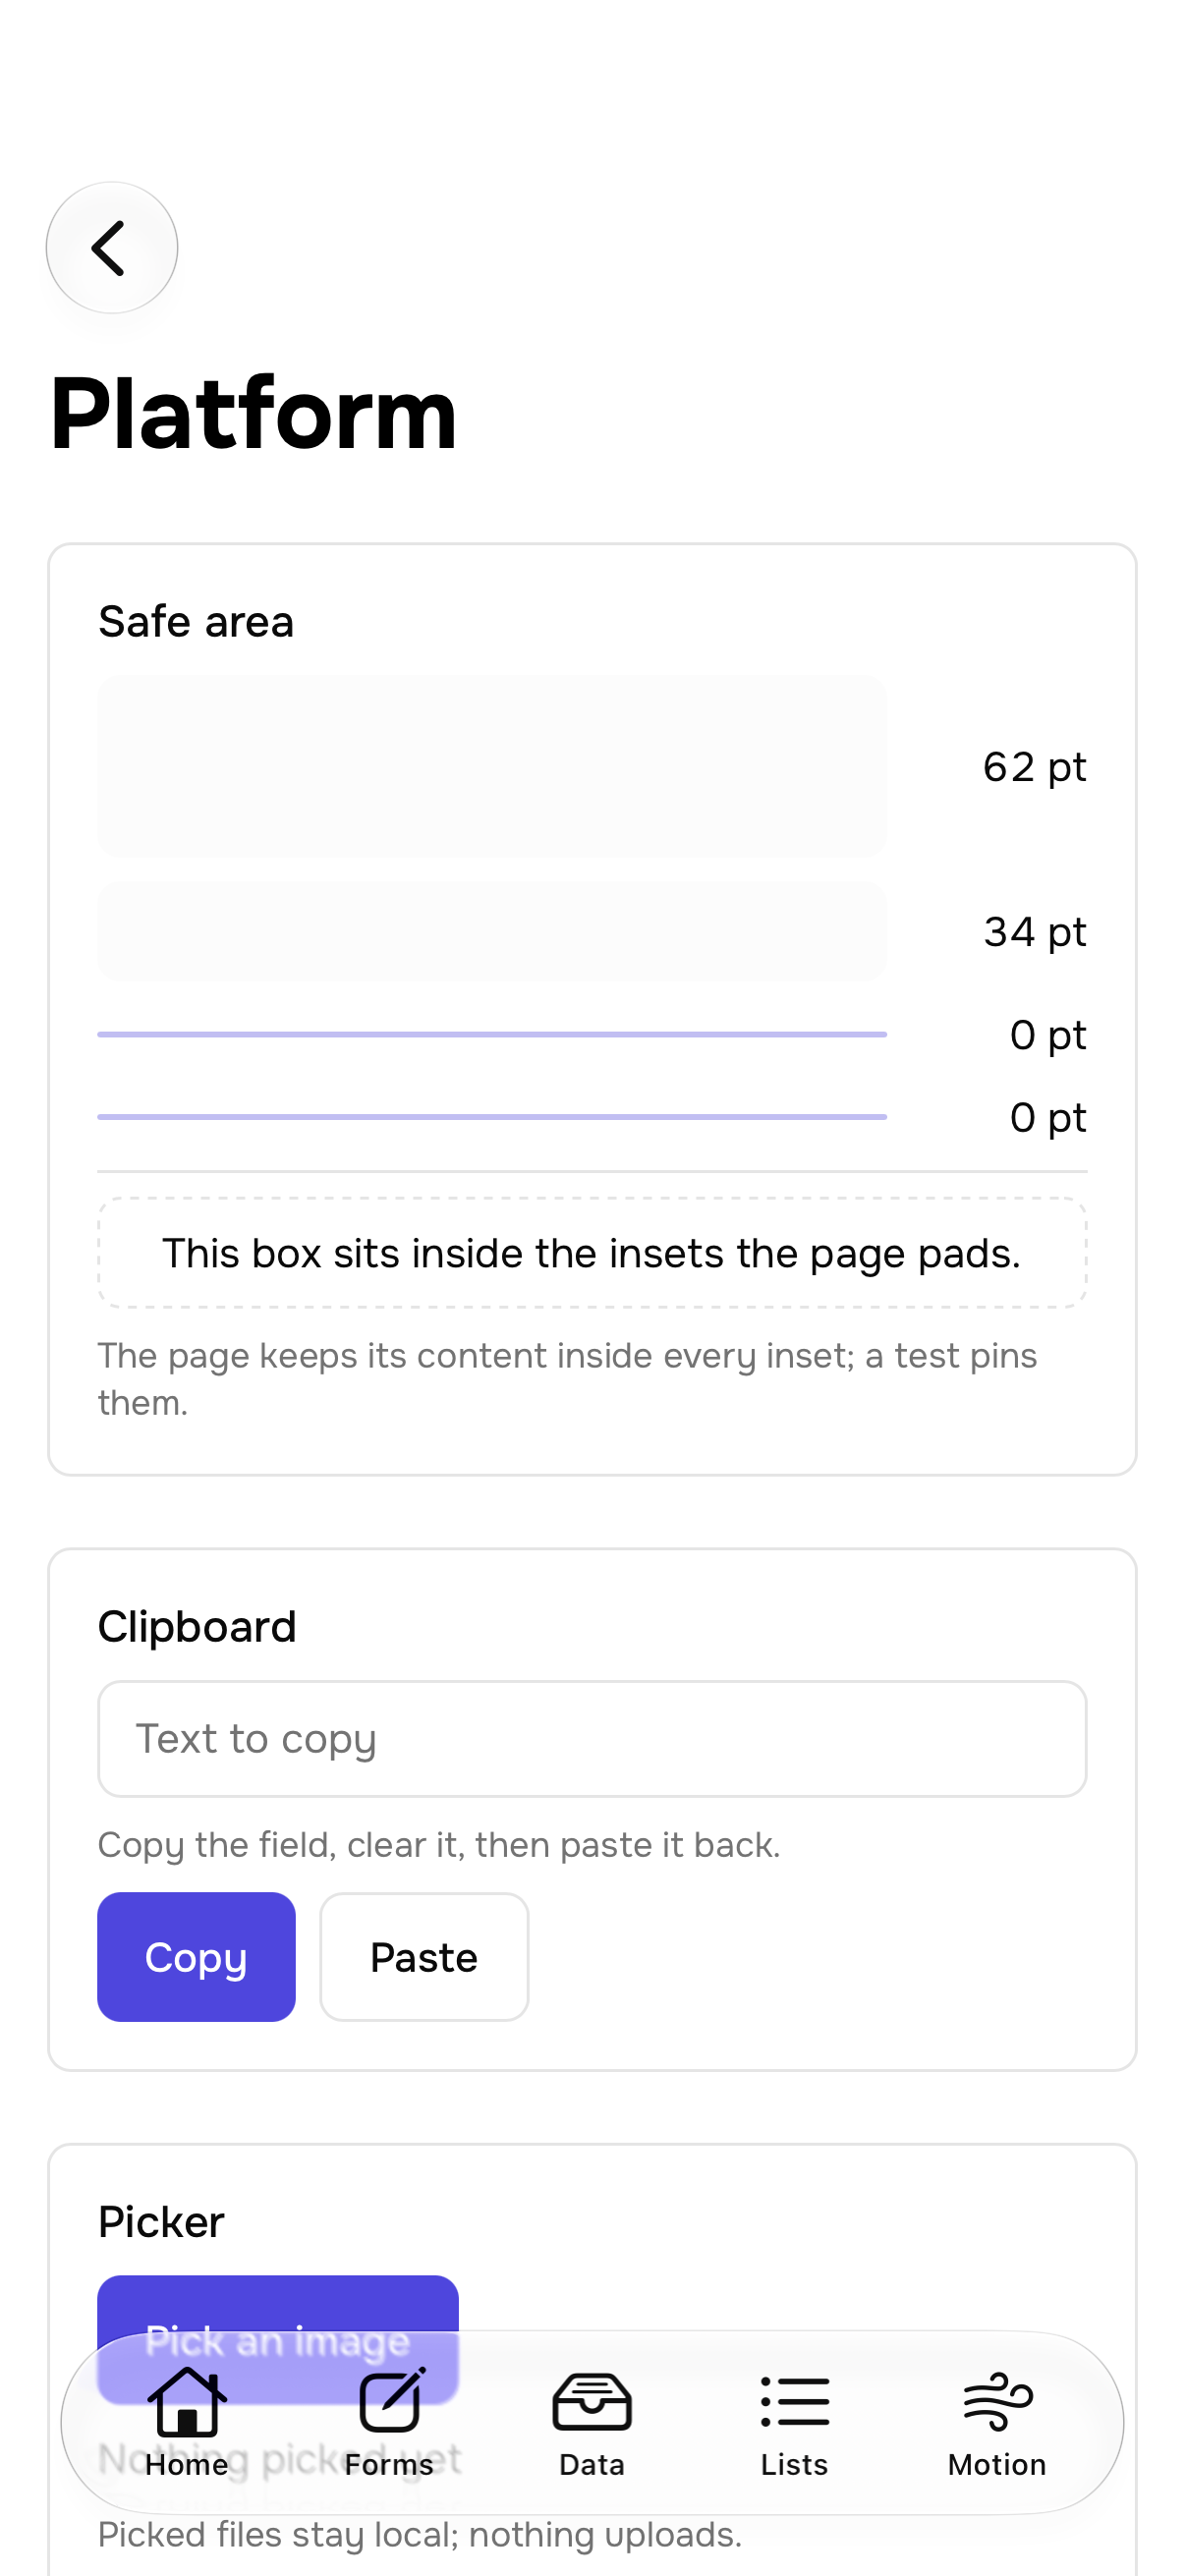 Platform
Safe area
62 pt
34 pt
0 pt
0 pt
This box sits inside the insets the page pads.
The page keeps its content inside every inset; a test pins
them.
Clipboard
Text to copy
Copy the field, clear it, then paste it back.
Copy
Paste
Picker
Pick an image
Nothing picked yet
Home
Forms
Data
Lists
Motion
Picked files stay local; nothing uploads.